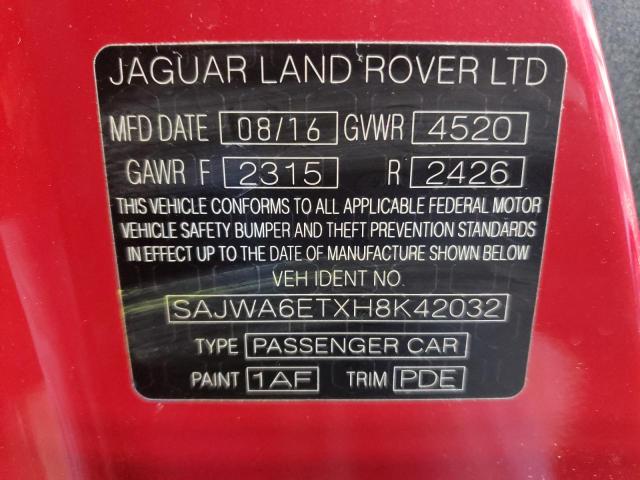 JAGUAR LAND ROVER LTD
MFD DATE 08/16 GVWR 4520
GAWR F 2315 R 2426
THIS VEHICLE CONFORMS TO ALL APPLICABLE FEDERAL MOTOR
VEHICLE SAFETY BUMPER AND THEFT PREVENTION STANDARDS
IN EFFECT UP TO THE DATE OF MANUFACTURE SHOWN BELOW
VEH IDENT NO.
SAJWA6ETXH8K42032
TYPE PASSENGER CAR
PAINT 1AF TRIM PDE